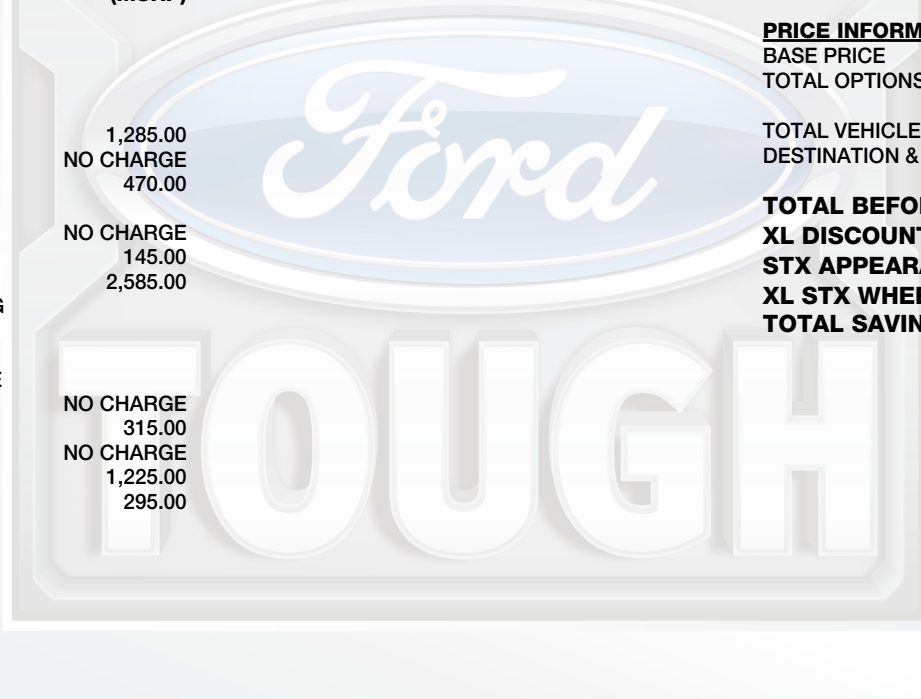 (MSRP)
1,285.00
NO CHARGE
470.00
NO CHARGE
145.00
2,585.00
NO CHARGE
315.00
NO CHARGE
1,225.00
295.00
PRICE INFORM
BASE PRICE
TOTAL OPTIONS
TOTAL VEHICLE
DESTINATION &
TOTAL BEFO
XL DISCOUNT
STX APPEAR
XL STX WHE
TOTAL SAVIN
Ford
TOUGH